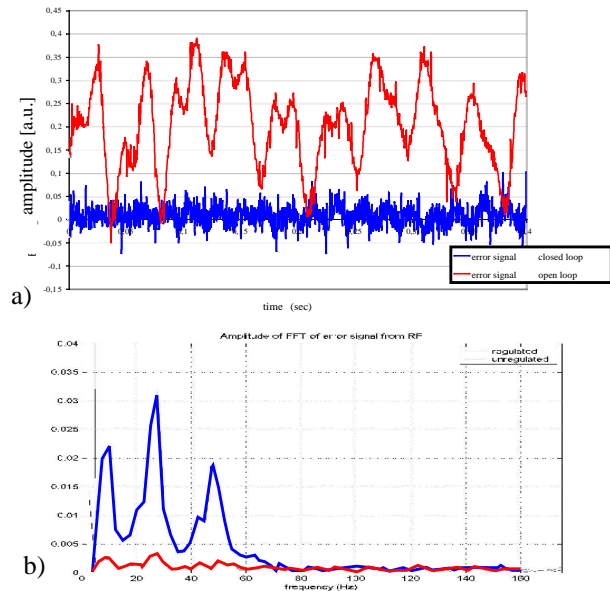 0,45
0,4
0,35
0,3
0,25
0,2
0,15
0,1
0,05
0
-0,05
-0,1
-0,15
amplitude [a.u.]
error signal closed loop
error signal open loop
a)
time (sec)
Amplitude of FFT of error signal from RF
0.04
0.035
0.03
0.025
0.02
0.015
0.01
0.005
0
regulated
unregulated
0 20 40 60 80 100 120 140 160
frequency (Hz)
b)